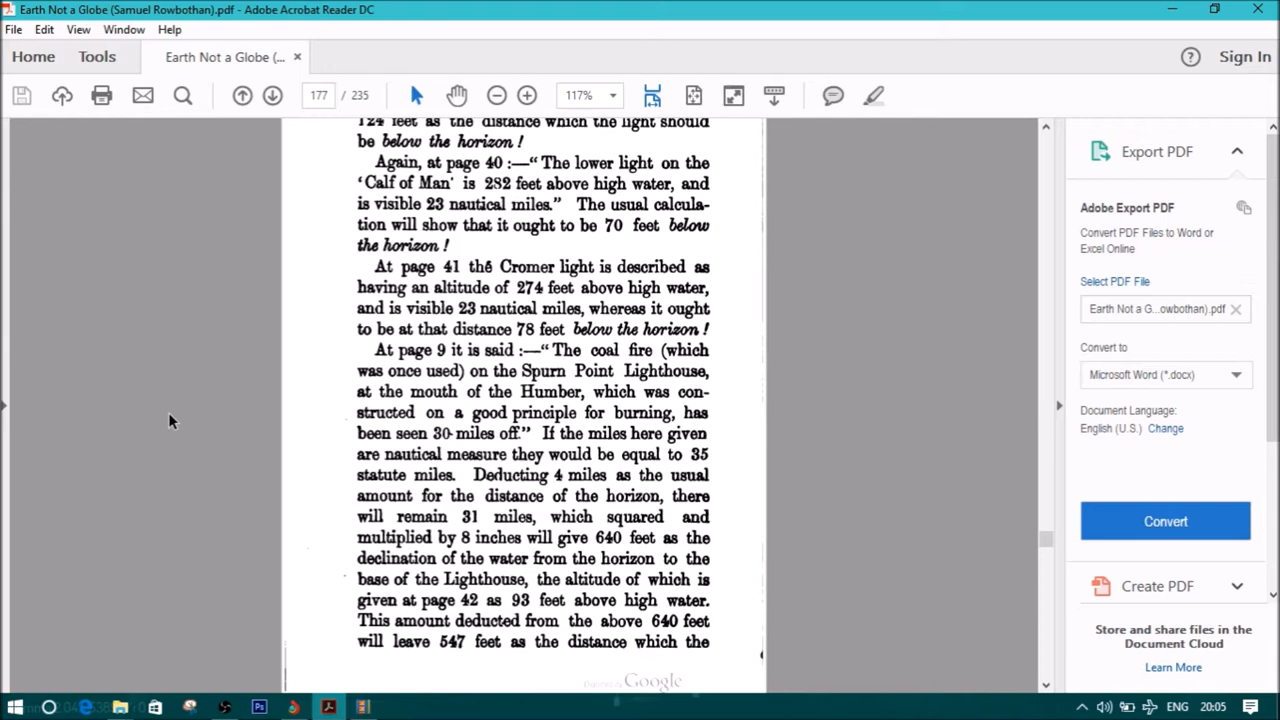 Earth Not a Globe (Samuel Rowbothan).pdf - Adobe Acrobat Reader DC
File Edit View Window Help
Home Tools Earth Not a Globe (... × Sign In
177 / 235 117%
124 feet as the distance which the light should
be below the horizon!
Again, at page 40 :—“The lower light on the
‘Calf of Man’ is 282 feet above high water, and
is visible 23 nautical miles.” The usual calcula-
tion will show that it ought to be 70 feet below
the horizon!
At page 41 the Cromer light is described as
having an altitude of 274 feet above high water,
and is visible 23 nautical miles, whereas it ought
to be at that distance 78 feet below the horizon!
At page 9 it is said :—“The coal fire (which
was once used) on the Spurn Point Lighthouse,
at the mouth of the Humber, which was con-
structed on a good principle for burning, has
been seen 30 miles off.” If the miles here given
are nautical measure they would be equal to 35
statute miles. Deducting 4 miles as the usual
amount for the distance of the horizon, there
will remain 31 miles, which squared and
multiplied by 8 inches will give 640 feet as the
declination of the water from the horizon to the
base of the Lighthouse, the altitude of which is
given at page 42 as 93 feet above high water.
This amount deducted from the above 640 feet
will leave 547 feet as the distance which the
Google
Export PDF
Adobe Export PDF
Convert PDF Files to Word or
Excel Online
Select PDF File
Earth Not a G...owbothan).pdf
Convert to
Microsoft Word (*.docx)
Document Language:
English (U.S.) Change
Convert
Create PDF
Store and share files in the
Document Cloud
Learn More
Ps ENG 20:05